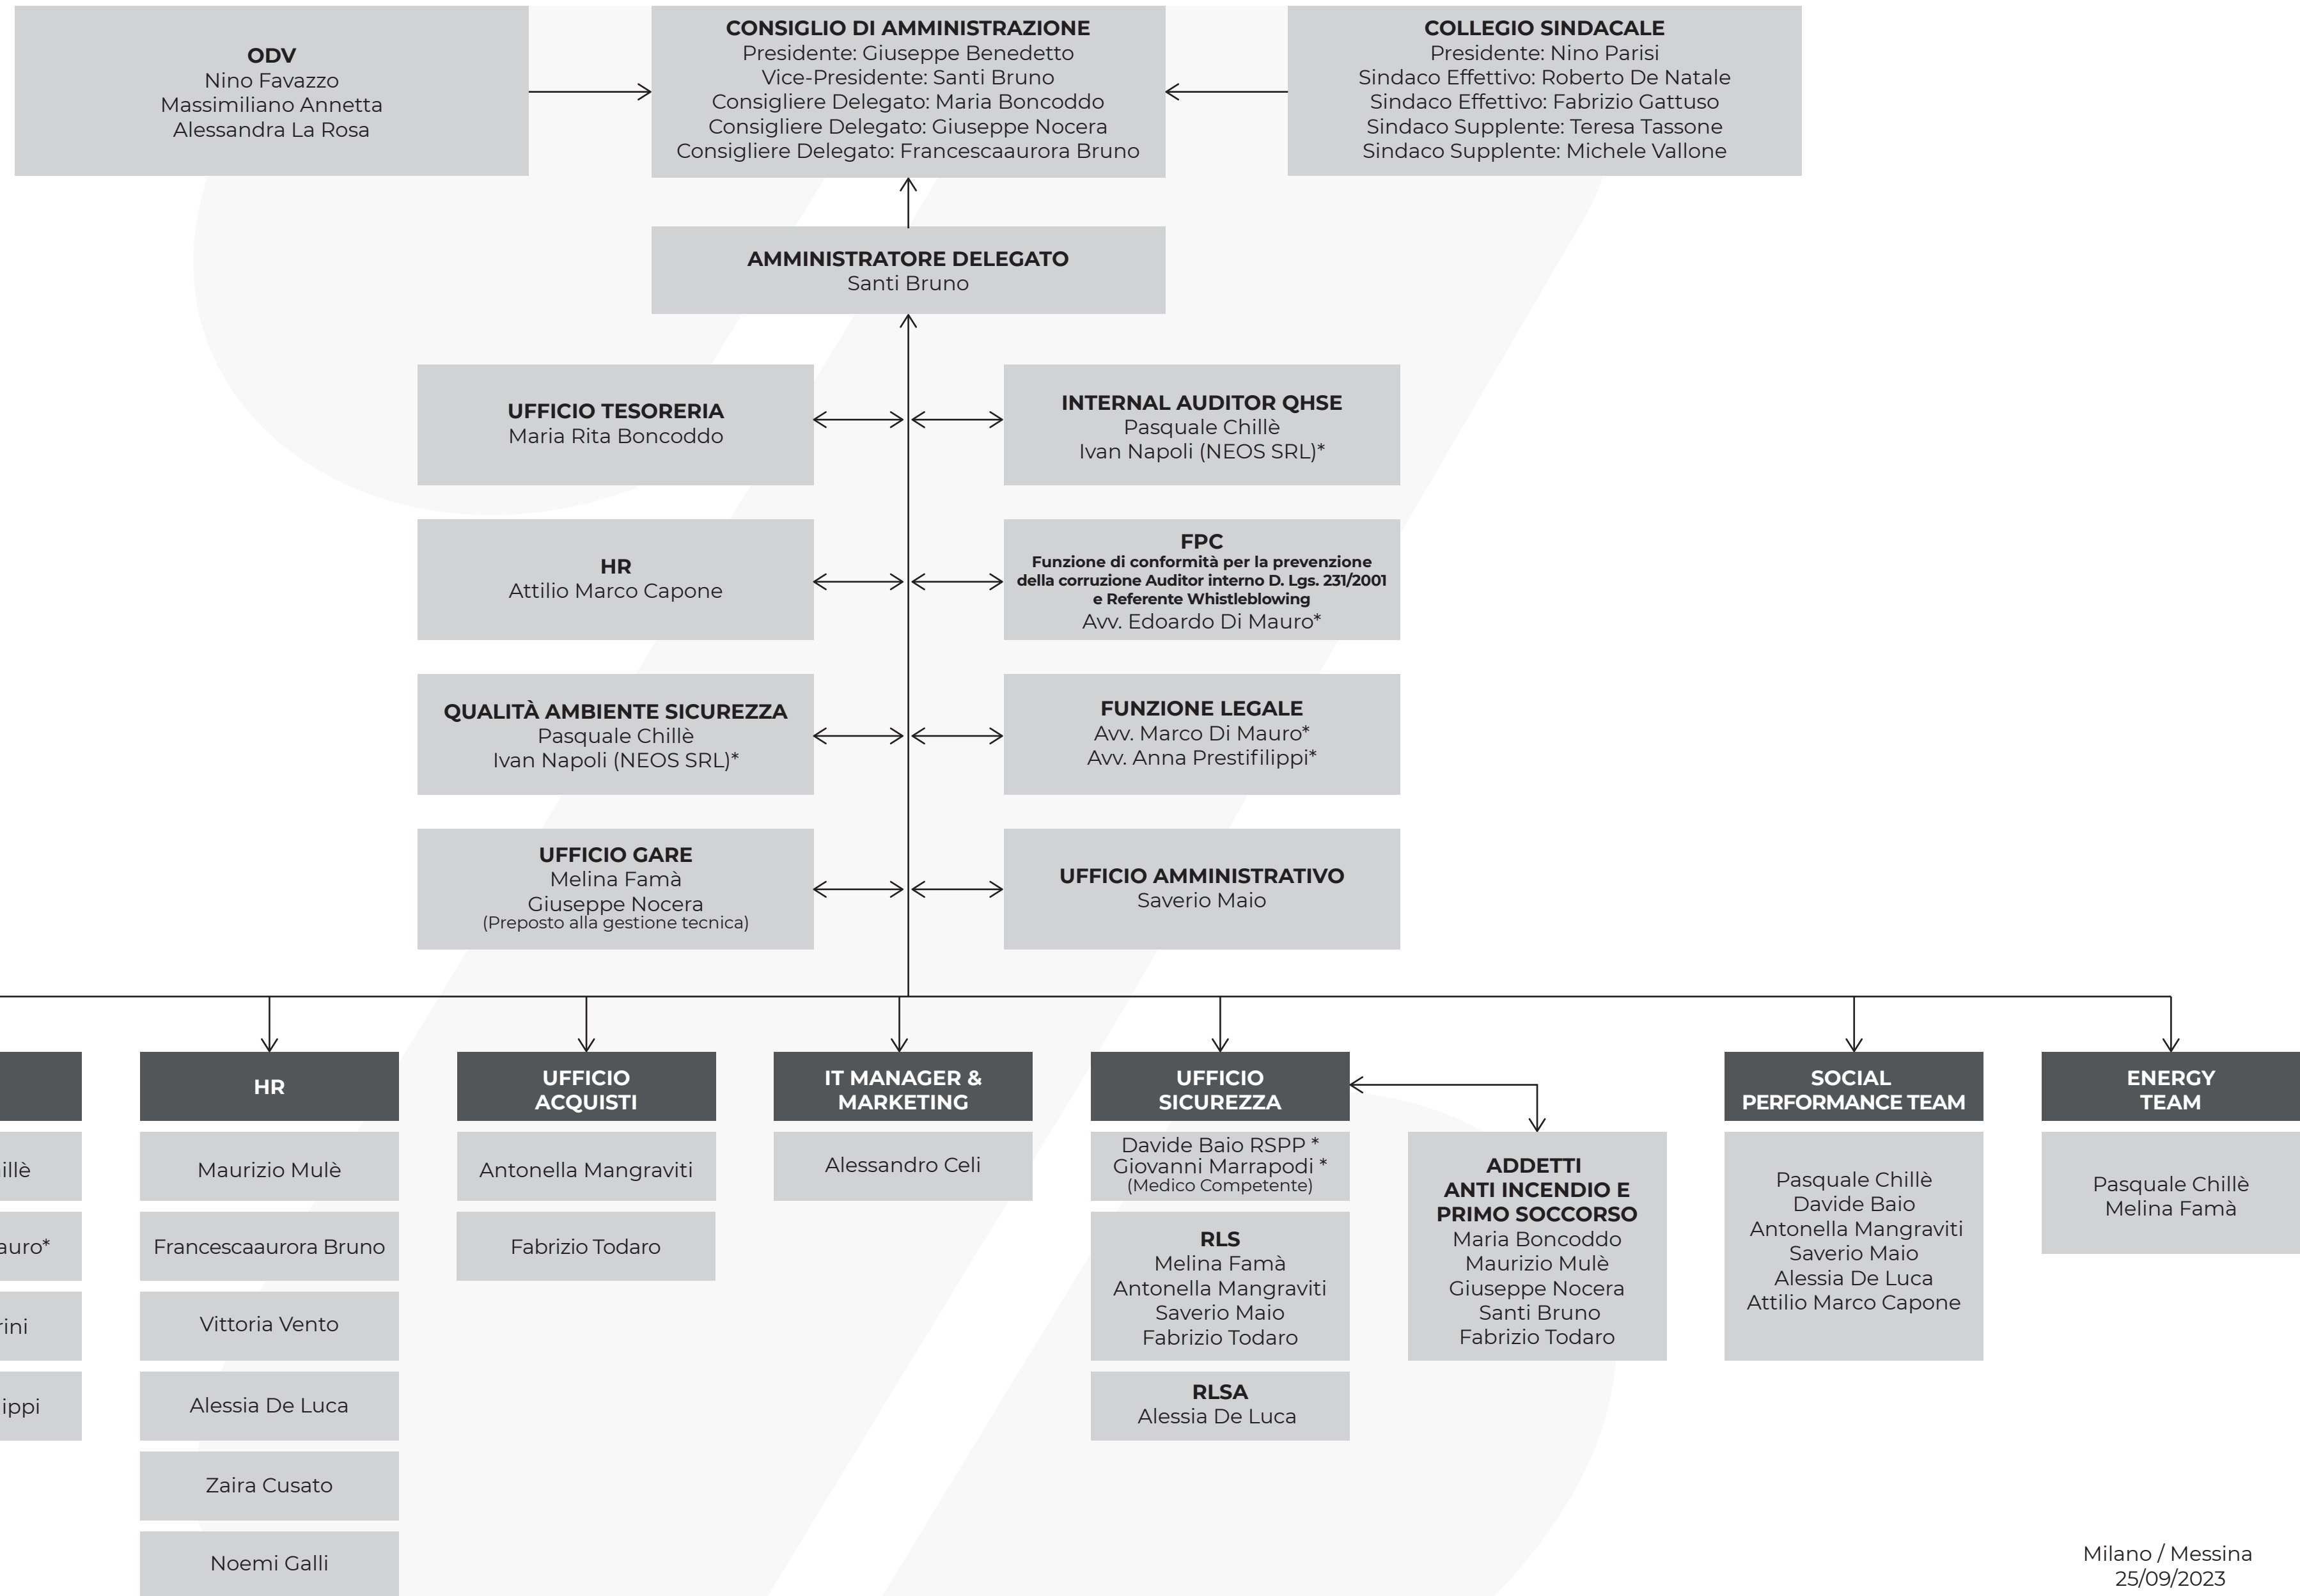 ODV
Nino Favazzo
Massimiliano Annetta
Alessandra La Rosa
CONSIGLIO DI AMMINISTRAZIONE
Presidente: Giuseppe Benedetto
Vice-Presidente: Santi Bruno
Consigliere Delegato: Maria Boncoddo
Consigliere Delegato: Giuseppe Nocera
Consigliere Delegato: Francescaaurora Bruno
COLLEGIO SINDACALE
Presidente: Nino Parisi
Sindaco Effettivo: Roberto De Natale
Sindaco Effettivo: Fabrizio Gattuso
Sindaco Supplente: Teresa Tassone
Sindaco Supplente: Michele Vallone
AMMINISTRATORE DELEGATO
Santi Bruno
UFFICIO TESORERIA
Maria Rita Boncoddo
INTERNAL AUDITOR QHSE
Pasquale Chillè
Ivan Napoli (NEOS SRL)*
HR
Attilio Marco Capone
FPC
Funzione di conformità per la prevenzione
della corruzione Auditor interno D. Lgs. 231/2001
e Referente Whistleblowing
Avv. Edoardo Di Mauro*
QUALITÀ AMBIENTE SICUREZZA
Pasquale Chillè
Ivan Napoli (NEOS SRL)*
FUNZIONE LEGALE
Avv. Marco Di Mauro*
Avv. Anna Prestifilippi*
UFFICIO GARE
Melina Famà
Giuseppe Nocera
(Preposto alla gestione tecnica)
UFFICIO AMMINISTRATIVO
Saverio Maio
illè
auro*
rini
ippi
HR
Maurizio Mulè
Francescaaurora Bruno
Vittoria Vento
Alessia De Luca
Zaira Cusato
Noemi Galli
UFFICIO
ACQUISTI
Antonella Mangraviti
Fabrizio Todaro
IT MANAGER &
MARKETING
Alessandro Celi
UFFICIO
SICUREZZA
Davide Baio RSPP *
Giovanni Marrapodi *
(Medico Competente)
RLS
Melina Famà
Antonella Mangraviti
Saverio Maio
Fabrizio Todaro
RLSA
Alessia De Luca
ADDETTI
ANTI INCENDIO E
PRIMO SOCCORSO
Maria Boncoddo
Maurizio Mulè
Giuseppe Nocera
Santi Bruno
Fabrizio Todaro
SOCIAL
PERFORMANCE TEAM
Pasquale Chillè
Davide Baio
Antonella Mangraviti
Saverio Maio
Alessia De Luca
Attilio Marco Capone
ENERGY
TEAM
Pasquale Chillè
Melina Famà
Milano / Messina
25/09/2023